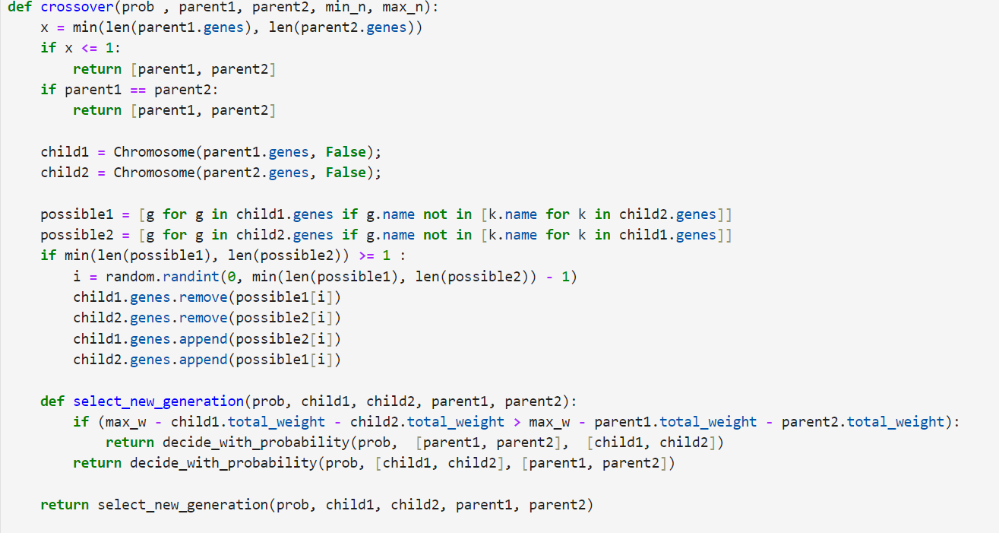 def crossover(prob , parent1, parent2, min_n, max_n):
    x = min(len(parent1.genes), len(parent2.genes))
    if x <= 1:
        return [parent1, parent2]
    if parent1 == parent2:
        return [parent1, parent2]

    child1 = Chromosome(parent1.genes, False);
    child2 = Chromosome(parent2.genes, False);

    possible1 = [g for g in child1.genes if g.name not in [k.name for k in child2.genes]]
    possible2 = [g for g in child2.genes if g.name not in [k.name for k in child1.genes]]
    if min(len(possible1), len(possible2)) >= 1 :
        i = random.randint(0, min(len(possible1), len(possible2)) - 1)
        child1.genes.remove(possible1[i])
        child2.genes.remove(possible2[i])
        child1.genes.append(possible2[i])
        child2.genes.append(possible1[i])

    def select_new_generation(prob, child1, child2, parent1, parent2):
        if (max_w - child1.total_weight - child2.total_weight > max_w - parent1.total_weight - parent2.total_weight):
            return decide_with_probability(prob,  [parent1, parent2],  [child1, child2])
        return decide_with_probability(prob, [child1, child2], [parent1, parent2])

    return select_new_generation(prob, child1, child2, parent1, parent2)